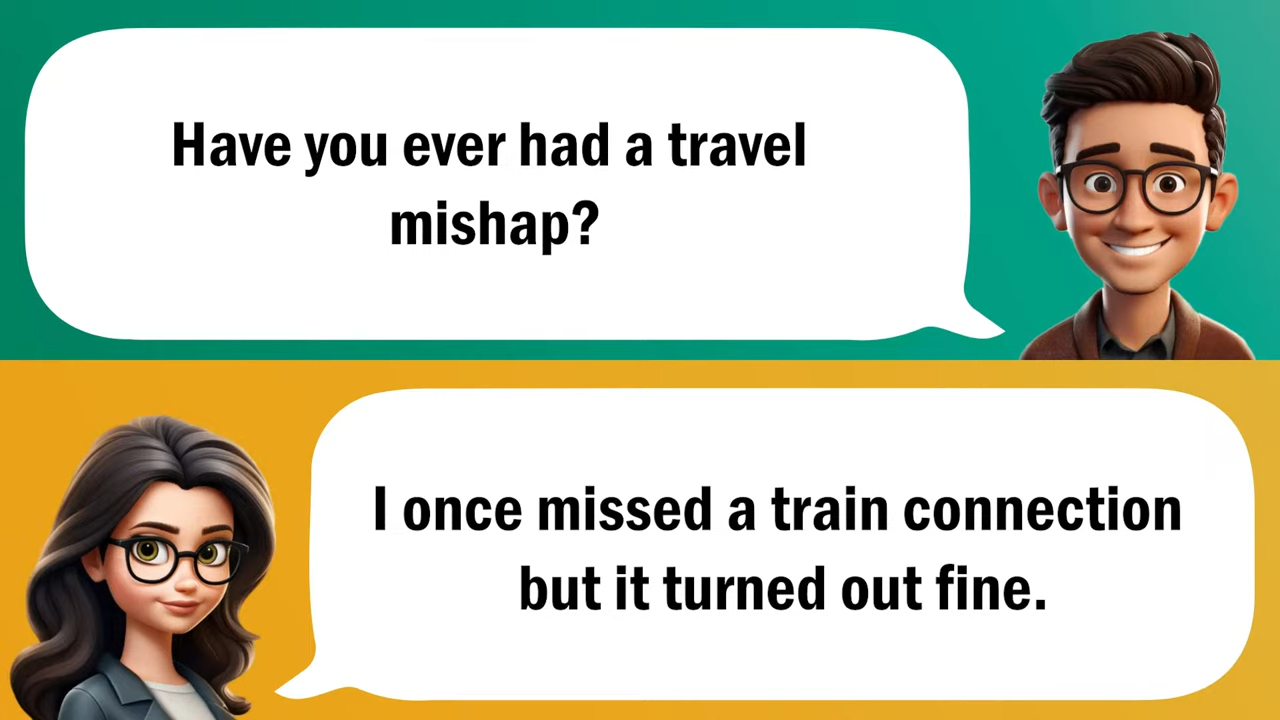 Have you ever had a travel
mishap?
I once missed a train connection
but it turned out fine.